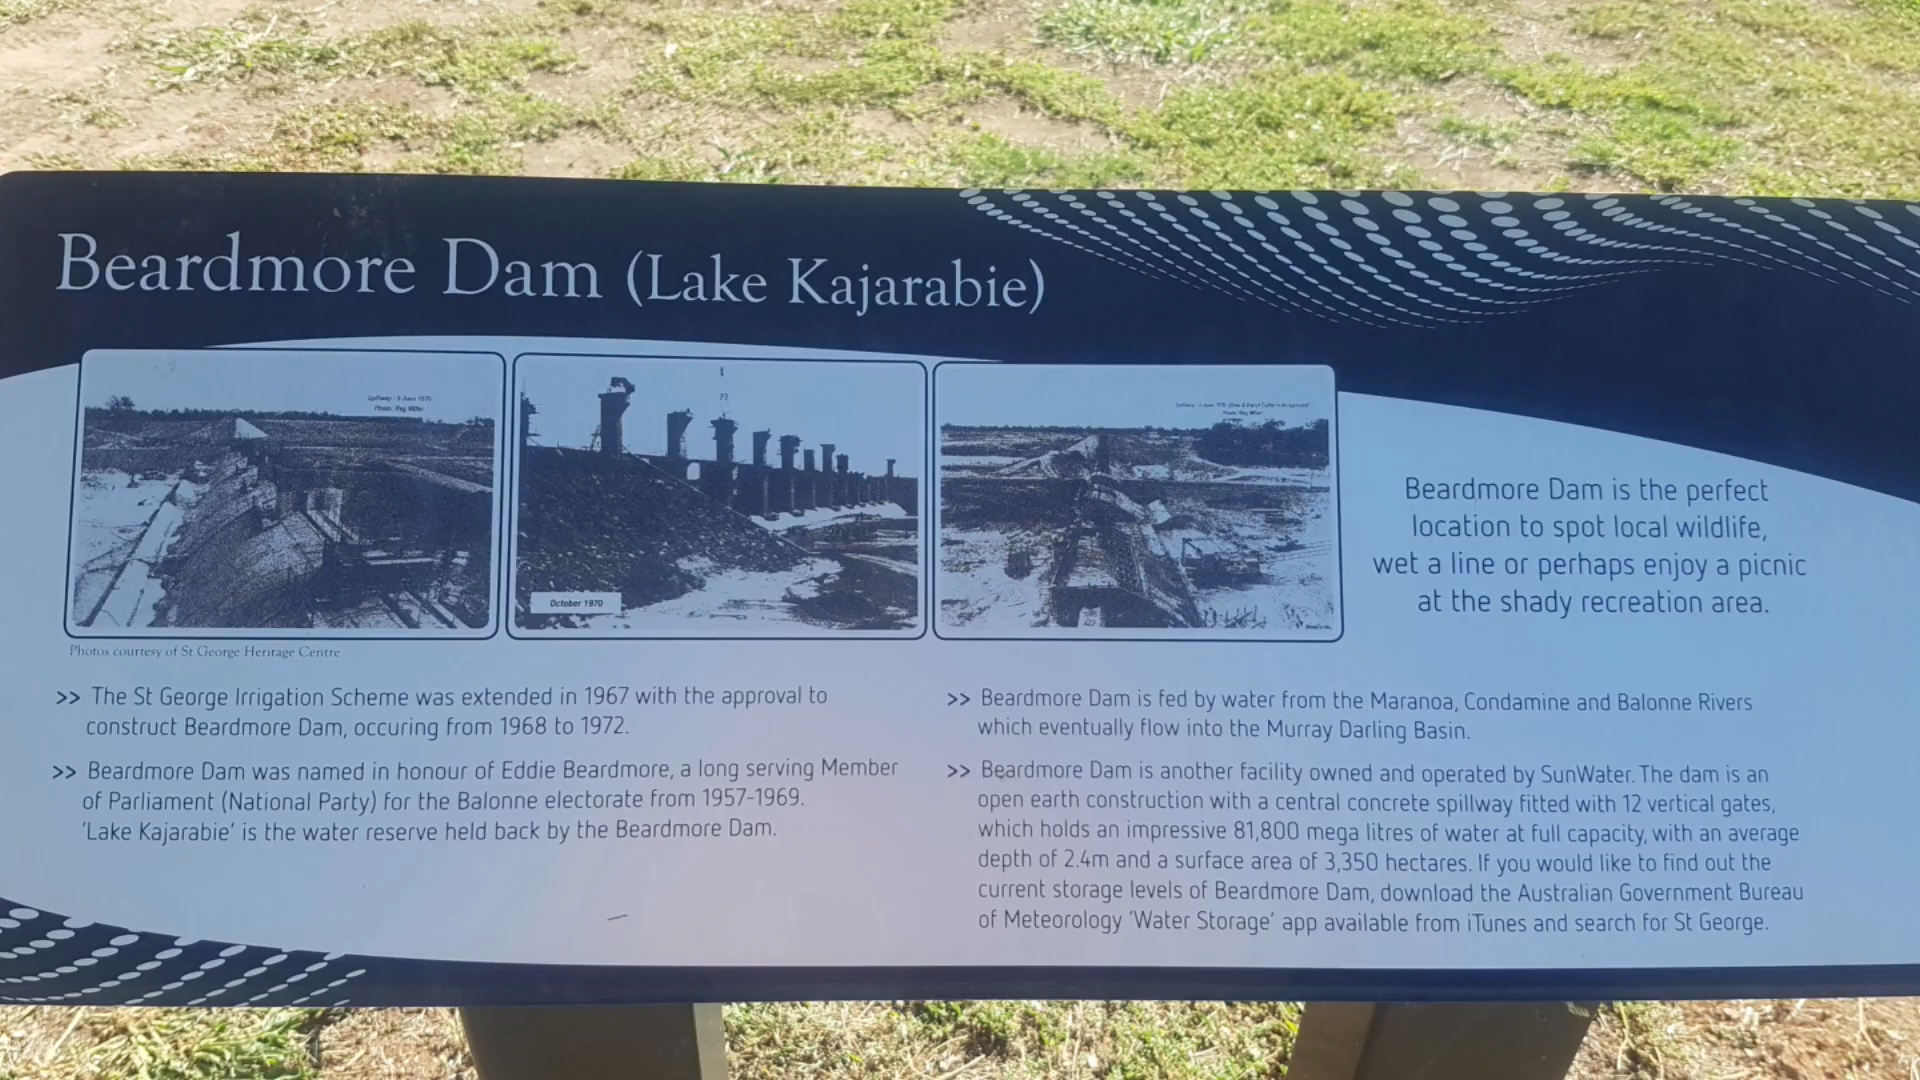 Beardmore Dam (Lake Kajarabie)
Spillway - 4 June 1970
Photo: Reg Miller
October 1970
Photo: Reg Miller
Photos courtesy of St George Heritage Centre
Beardmore Dam is the perfect
location to spot local wildlife,
wet a line or perhaps enjoy a picnic
at the shady recreation area.
>> The St George Irrigation Scheme was extended in 1967 with the approval to
construct Beardmore Dam, occuring from 1968 to 1972.
>> Beardmore Dam was named in honour of Eddie Beardmore, a long serving Member
of Parliament (National Party) for the Balonne electorate from 1957-1969.
'Lake Kajarabie' is the water reserve held back by the Beardmore Dam.
>> Beardmore Dam is fed by water from the Maranoa, Condamine and Balonne Rivers
which eventually flow into the Murray Darling Basin.
>> Beardmore Dam is another facility owned and operated by SunWater. The dam is an
open earth construction with a central concrete spillway fitted with 12 vertical gates,
which holds an impressive 81,800 mega litres of water at full capacity, with an average
depth of 2.4m and a surface area of 3,350 hectares. If you would like to find out the
current storage levels of Beardmore Dam, download the Australian Government Bureau
of Meteorology 'Water Storage' app available from iTunes and search for St George.